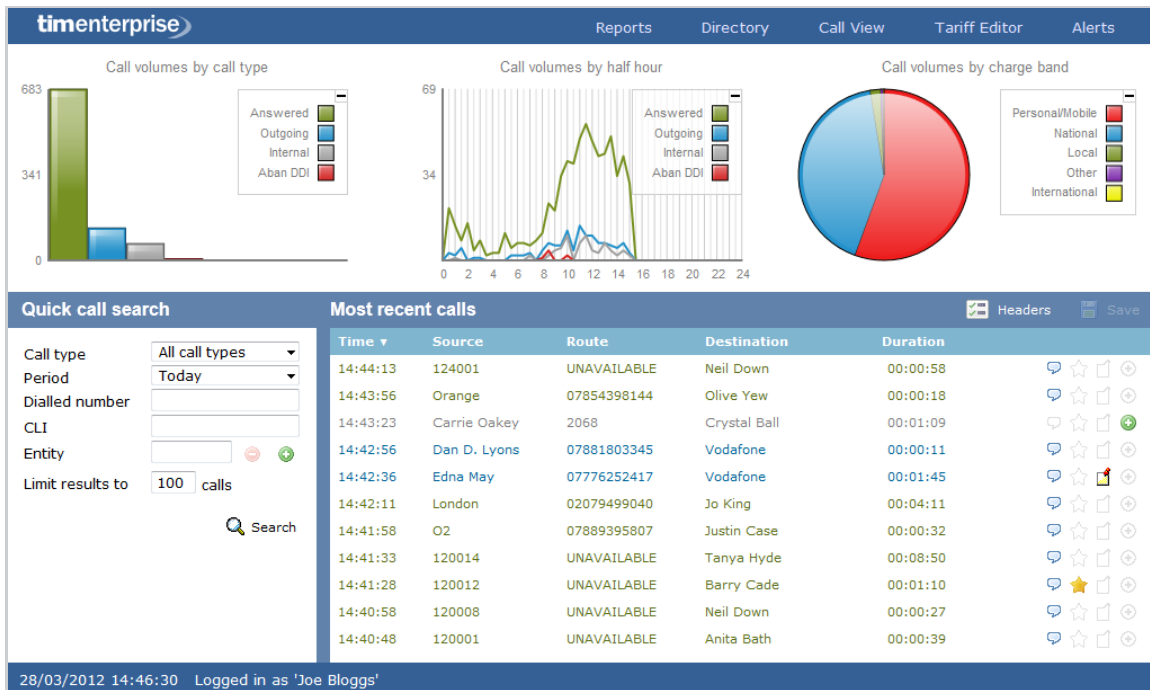 timenterprise
Reports Directory Call View Tariff Editor Alerts
Call volumes by call type
683
341
0
Answered
Outgoing
Internal
Aban DDI
Call volumes by half hour
69
34
0 2 4 6 8 10 12 14 16 18 20 22 24
Answered
Outgoing
Internal
Aban DDI
Call volumes by charge band
Personal/Mobile
National
Local
Other
International
Quick call search
Call type All call types
Period Today
Dialled number
CLI
Entity
Limit results to 100 calls
Search
Most recent calls
Headers Save
Time ▼ Source Route Destination Duration
14:44:13 124001 UNAVAILABLE Neil Down 00:00:58
14:43:56 Orange 07854398144 Olive Yew 00:00:18
14:43:23 Carrie Oakey 2068 Crystal Ball 00:01:09
14:42:56 Dan D. Lyons 07881803345 Vodafone 00:00:11
14:42:36 Edna May 07776252417 Vodafone 00:01:45
14:42:11 London 02079499040 Jo King 00:04:11
14:41:58 O2 07889395807 Justin Case 00:00:32
14:41:33 120014 UNAVAILABLE Tanya Hyde 00:08:50
14:41:28 120012 UNAVAILABLE Barry Cade 00:01:10
14:40:58 120008 UNAVAILABLE Neil Down 00:00:27
14:40:48 120001 UNAVAILABLE Anita Bath 00:00:39
28/03/2012 14:46:30 Logged in as 'Joe Bloggs'